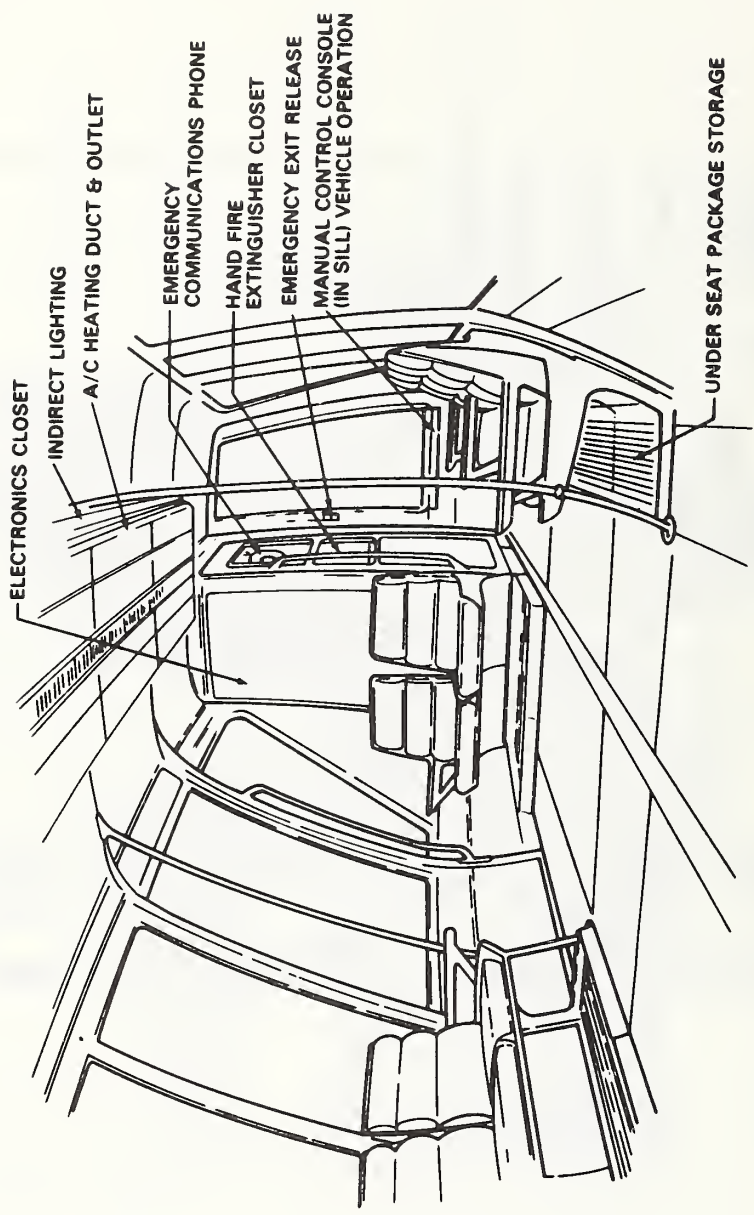 ELECTRONICS CLOSET
INDIRECT LIGHTING
A/C HEATING DUCT & OUTLET
EMERGENCY
COMMUNICATIONS PHONE
HAND FIRE
EXTINGUISHER CLOSET
EMERGENCY EXIT RELEASE
MANUAL CONTROL CONSOLE
(IN SILL) VEHICLE OPERATION
UNDER SEAT PACKAGE STORAGE